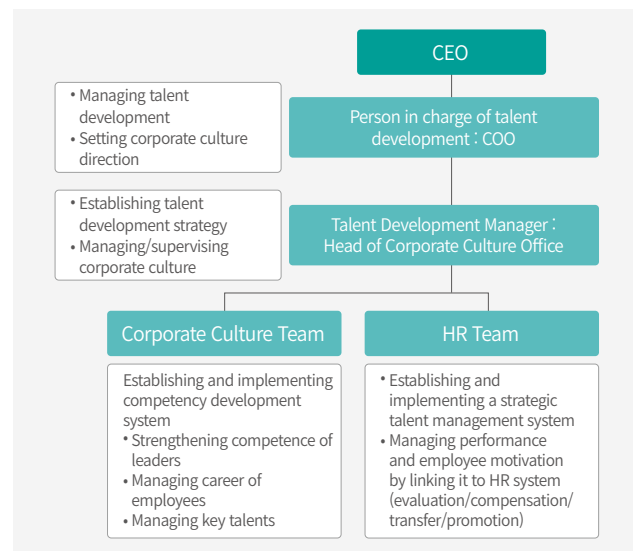 CEO
• Managing talent
development
• Setting corporate culture
direction
Person in charge of talent
development : COO
• Establishing talent
development strategy
• Managing/supervising
corporate culture
Talent Development Manager :
Head of Corporate Culture Office
Corporate Culture Team
Establishing and implementing
competency development
system
• Strengthening competence of
leaders
• Managing career of
employees
• Managing key talents
HR Team
• Establishing and
implementing a strategic
talent management system
• Managing performance
and employee motivation
by linking it to HR system
(evaluation/compensation/
transfer/promotion)